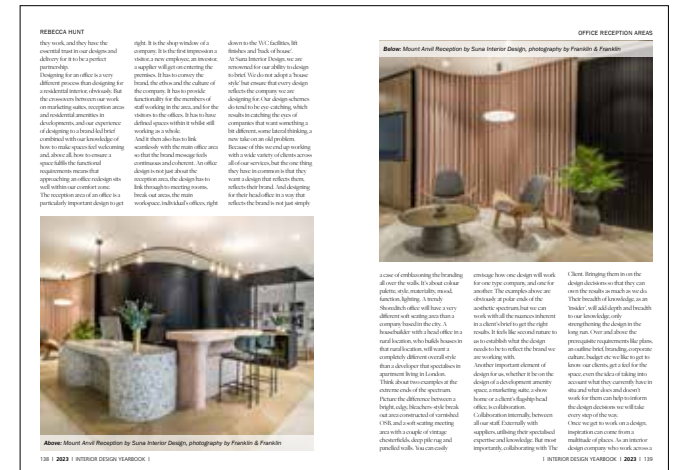 REBECCA HUNT
they work, and they have the
essential trust in our designs and
delivery for it to be a perfect
partnership.
Designing for an office is a very
different process than designing for
a residential interior, obviously. But
the crossovers between our work
on marketing suites, reception areas
and residential amenities in
developments, and our experience
of designing to a brand-led brief
combined with our knowledge of
how to make spaces feel welcoming
and, above all, how to ensure a
space fulfils the functional
requirements means that
approaching an office redesign sits
well within our comfort zone.
The reception area of an office is a
particularly important design to get
right. It is the shop window of a
company. It is the first impression a
visitor, a new employee, an investor,
a supplier will get on entering the
premises. It has to convey the
brand, the ethos and the culture of
the company. It has to provide
functionality for the members of
staff working in the area, and for the
visitors to the offices. It has to have
defined spaces within it whilst still
working as a whole.
And it then also has to link
seamlessly with the main office area
so that the brand message feels
continuous and coherent. An office
design is not just about the
reception area, the design has to
link through to meeting rooms,
break out areas, the main
workspace, individual's offices, right
down to the WC facilities, lift
finishes and 'back of house'.
At Suna Interior Design, we are
renowned for our ability to design
to brief. We do not adopt a 'house
style' but ensure that every design
reflects the company we are
designing for. Our design schemes
do tend to be eye-catching, which
results in catching the eyes of
companies that want something a
bit different, some lateral thinking, a
new take on an old problem.
Because of this we end up working
with a wide variety of clients across
all of our services, but the one thing
they have in common is that they
want a design that reflects them,
reflects their brand. And designing
for their head office in a way that
reflects the brand is not just simply
Above: Mount Anvil Reception by Suna Interior Design, photography by Franklin & Franklin
138 | 2023 | INTERIOR DESIGN YEARBOOK |
OFFICE RECEPTION AREAS
Below: Mount Anvil Reception by Suna Interior Design, photography by Franklin & Franklin
a case of emblazoning the branding
all over the walls. It's about colour
palette, style, materiality, mood,
function, lighting. A trendy
Shoreditch office will have a very
different soft seating area than a
company based in the city. A
housebuilder with a head office in a
rural location, who builds houses in
that rural location, will want a
completely different overall style
than a developer that specialises in
apartment living in London.
Think about two examples at the
extreme ends of the spectrum.
Picture the difference between a
bright, edgy, bleachers-style break
out area constructed of varnished
OSB, and a soft seating meeting
area with a couple of vintage
chesterfields, deep pile rug and
panelled walls. You can easily
envisage how one design will work
for one type company, and one for
another. The examples above are
obviously at polar ends of the
aesthetic spectrum, but we can
work with all the nuances inherent
in a client's brief to get the right
results. It feels like second nature to
us to establish what the design
needs to be to reflect the brand we
are working with.
Another important element of
design for us, whether it be on the
design of a development amenity
space, a marketing suite, a show
home or a client's flagship head
office, is collaboration.
Collaboration internally, between
all our staff. Externally with
suppliers, utilising their specialised
expertise and knowledge. But most
importantly, collaborating with The
Client. Bringing them in on the
design decisions so that they can
own the results as much as we do.
Their breadth of knowledge, as an
'insider', will add depth and breadth
to our knowledge, only
strengthening the design in the
long run. Over and above the
prerequisite requirements like plans,
an outline brief, branding, corporate
culture, budget etc we like to get to
know our clients, get a feel for the
space, even the idea of taking into
account what they currently have in
situ and what does and doesn't
work for them can help to inform
the design decisions we will take
every step of the way.
Once we get to work on a design,
inspiration can come from a
multitude of places. As an interior
design company who work across a
| INTERIOR DESIGN YEARBOOK | 2023 | 139